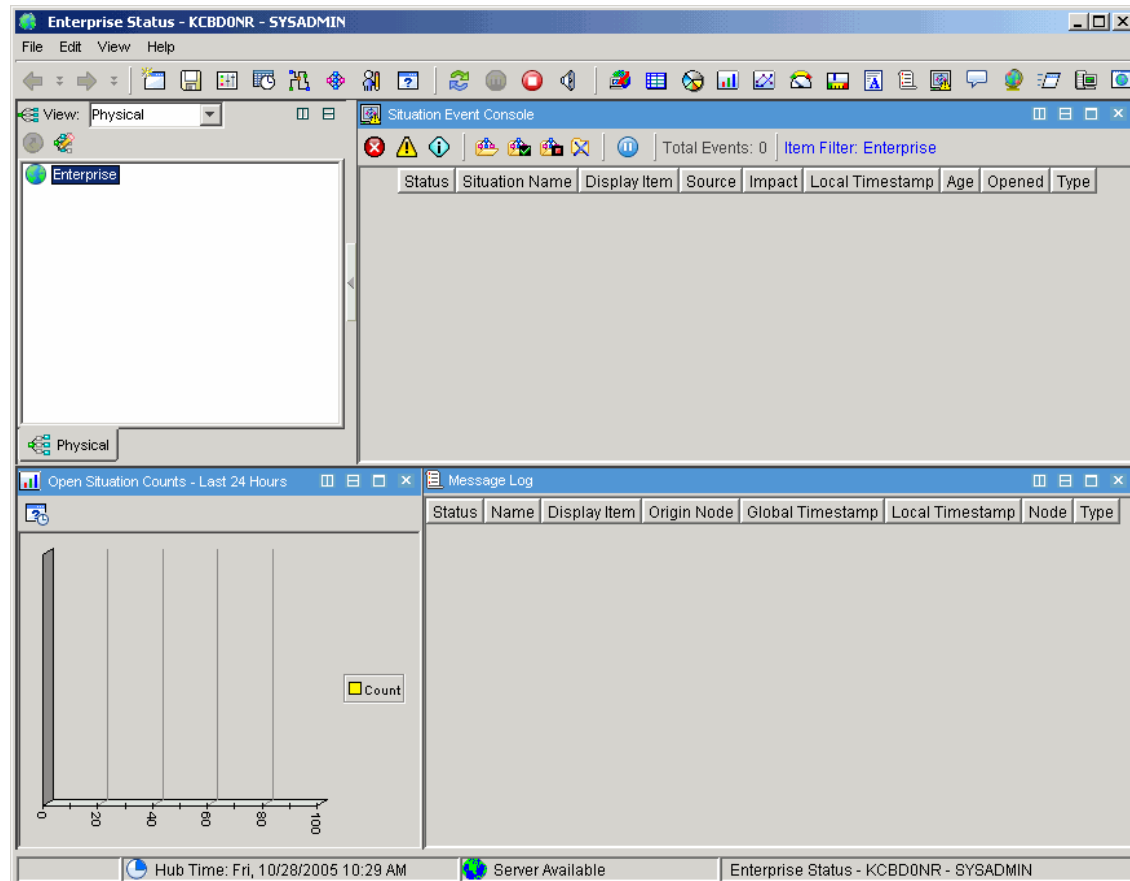 Enterprise Status - KCBD0NR - SYSADMIN
File Edit View Help
View: Physical
Situation Event Console
Total Events: 0 Item Filter: Enterprise
Enterprise
Status Situation Name Display Item Source Impact Local Timestamp Age Opened Type
Physical
Open Situation Counts - Last 24 Hours
Message Log
Status Name Display Item Origin Node Global Timestamp Local Timestamp Node Type
Count
0 20 40 60 80 100
Hub Time: Fri, 10/28/2005 10:29 AM
Server Available
Enterprise Status - KCBD0NR - SYSADMIN